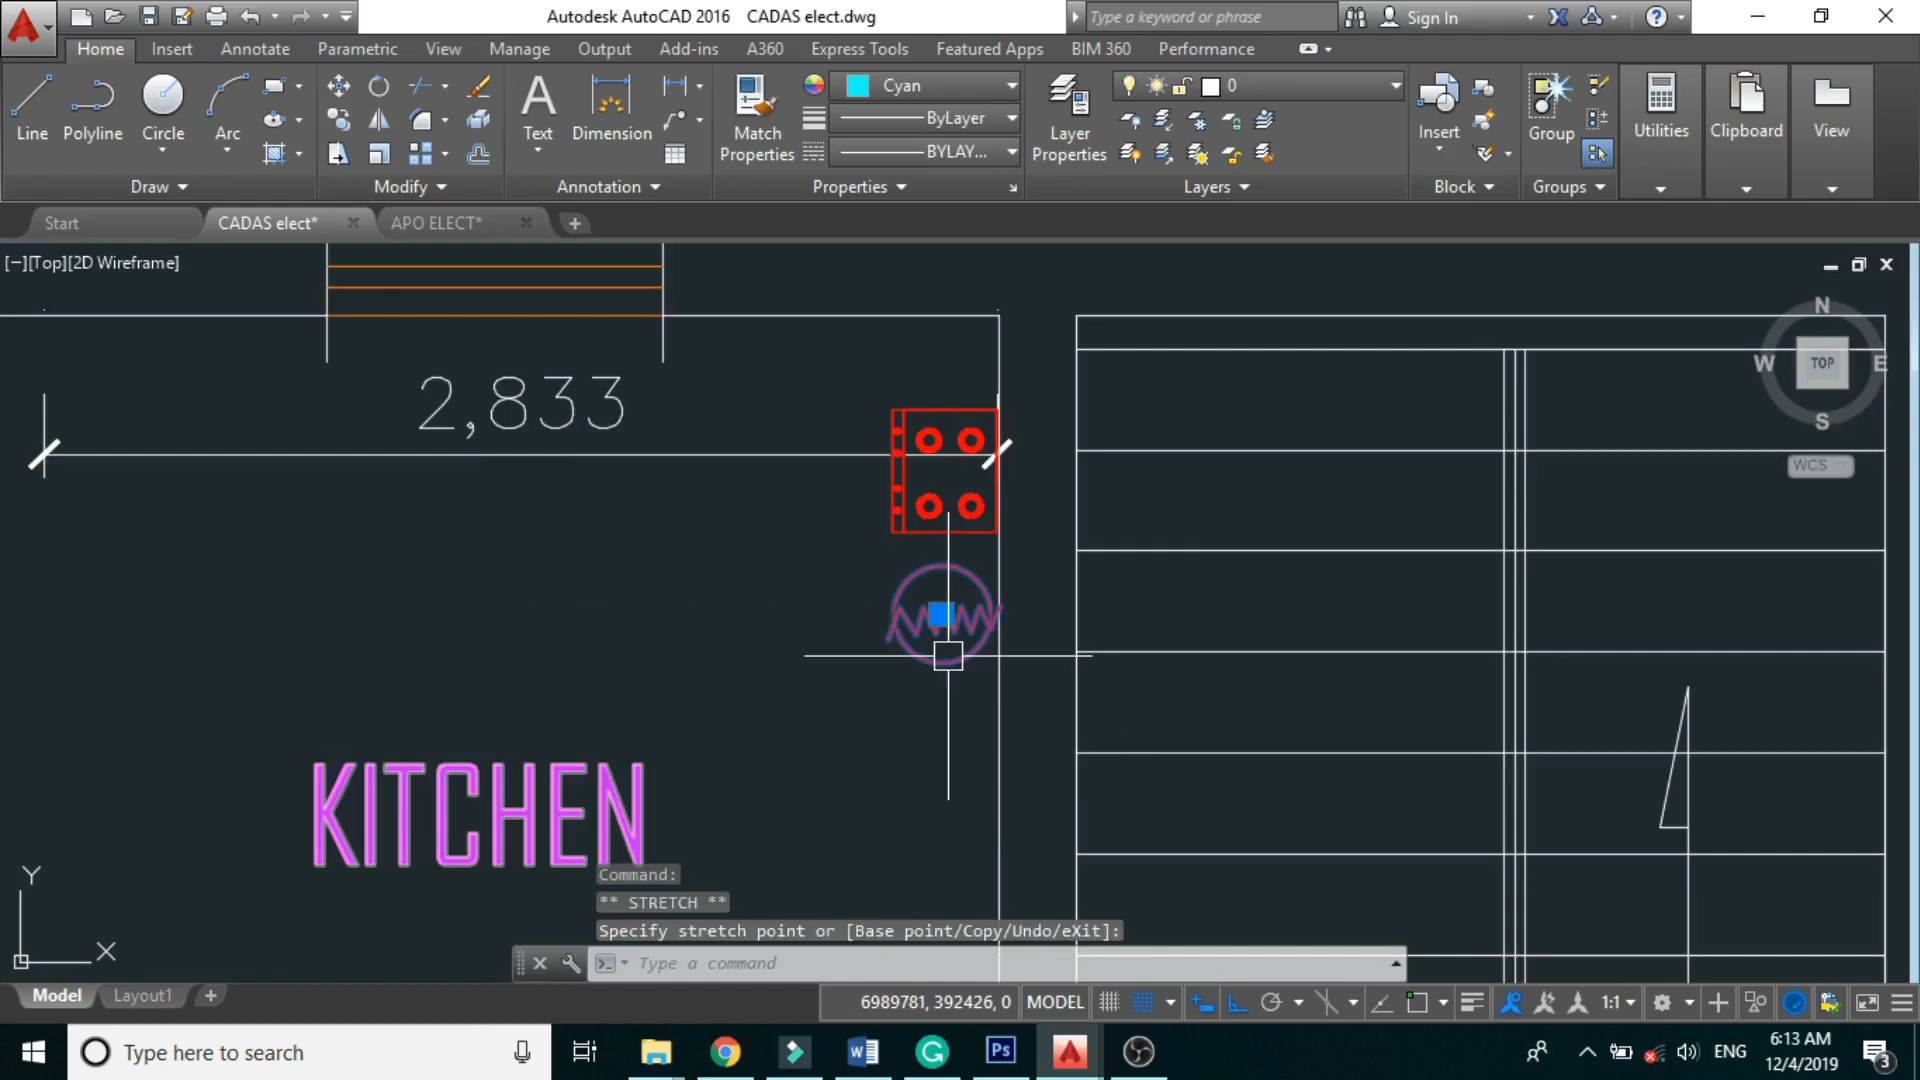 Autodesk AutoCAD 2016 CADAS elect.dwg
Type a keyword or phrase
Sign In
Home Insert Annotate Parametric View Manage Output Add-ins A360 Express Tools Featured Apps BIM 360 Performance
Cyan
0
ByLayer
BYLAY...
Line Polyline Circle Arc
Text Dimension
Match Properties
Layer Properties
Insert
Group
Utilities
Clipboard
View
Draw Modify Annotation Properties Layers Block Groups
Start CADAS elect* APO ELECT*
[−][Top][2D Wireframe]
N
W TOP E
S
WCS
2,833
KITCHEN
Y
X
Command:
** STRETCH **
Specify stretch point or [Base point/Copy/Undo/eXit]:
Type a command
Model Layout1
6989781, 392426, 0 MODEL 1:1
Type here to search
Ps
ENG
6:13 AM
12/4/2019
3